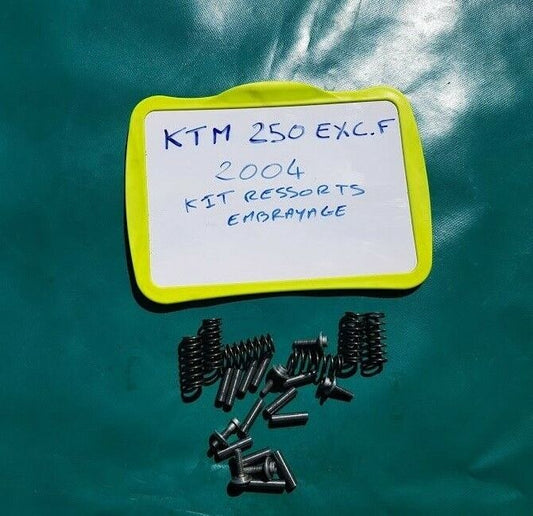 KTM 250 EXC.F
2004
KIT RESSORTS
EMBRAYAGE